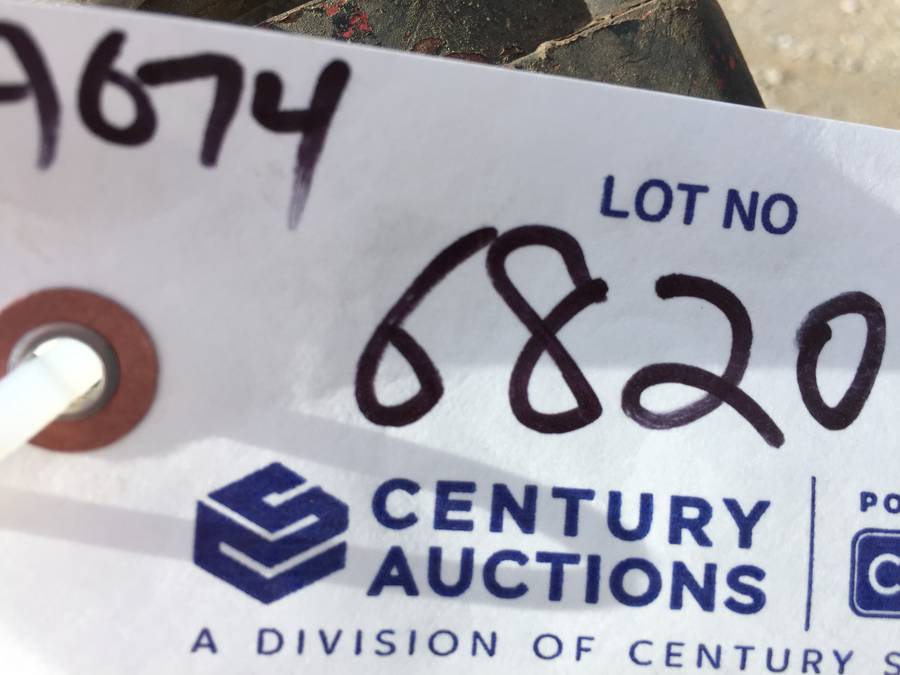 A674
LOT NO
6820
CENTURY
AUCTIONS
A DIVISION OF CENTURY